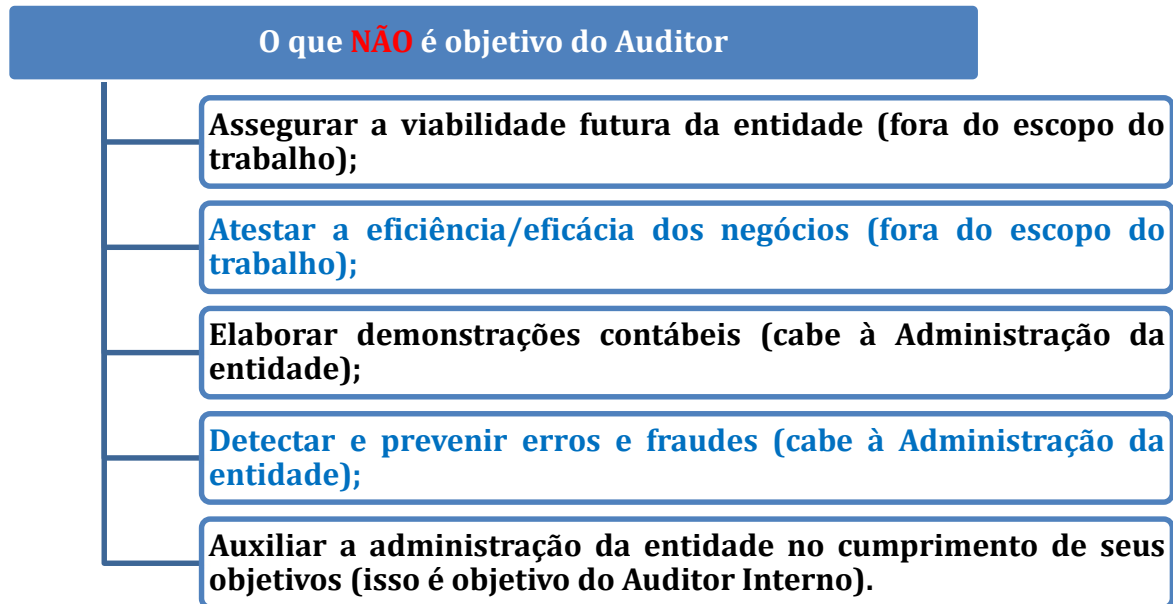 O que NÃO é objetivo do Auditor
Assegurar a viabilidade futura da entidade (fora do escopo do
trabalho);
Atestar a eficiência/eficácia dos negócios (fora do escopo do
trabalho);
Elaborar demonstrações contábeis (cabe à Administração da
entidade);
Detectar e prevenir erros e fraudes (cabe à Administração da
entidade);
Auxiliar a administração da entidade no cumprimento de seus
objetivos (isso é objetivo do Auditor Interno).